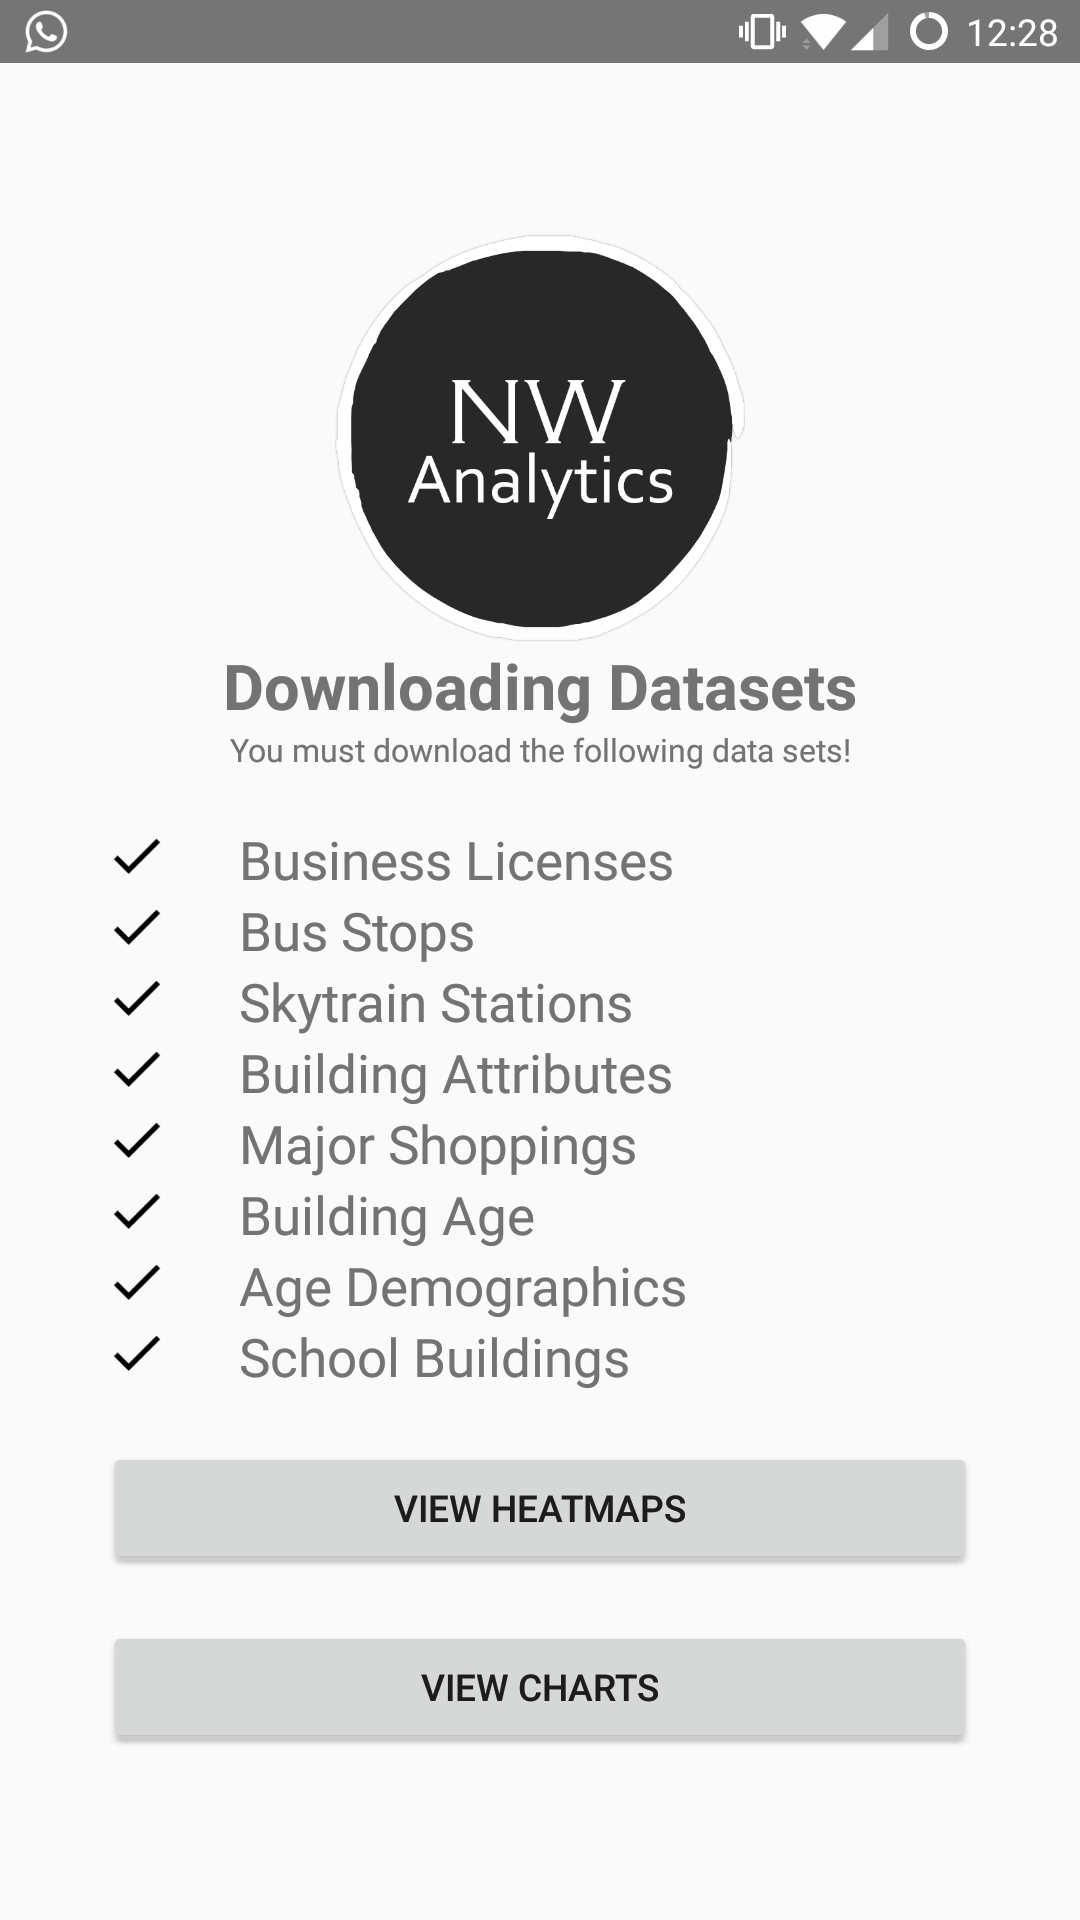 12:28
NW
Analytics
Downloading Datasets
You must download the following data sets!
Business Licenses
Bus Stops
Skytrain Stations
Building Attributes
Major Shoppings
Building Age
Age Demographics
School Buildings
VIEW HEATMAPS
VIEW CHARTS